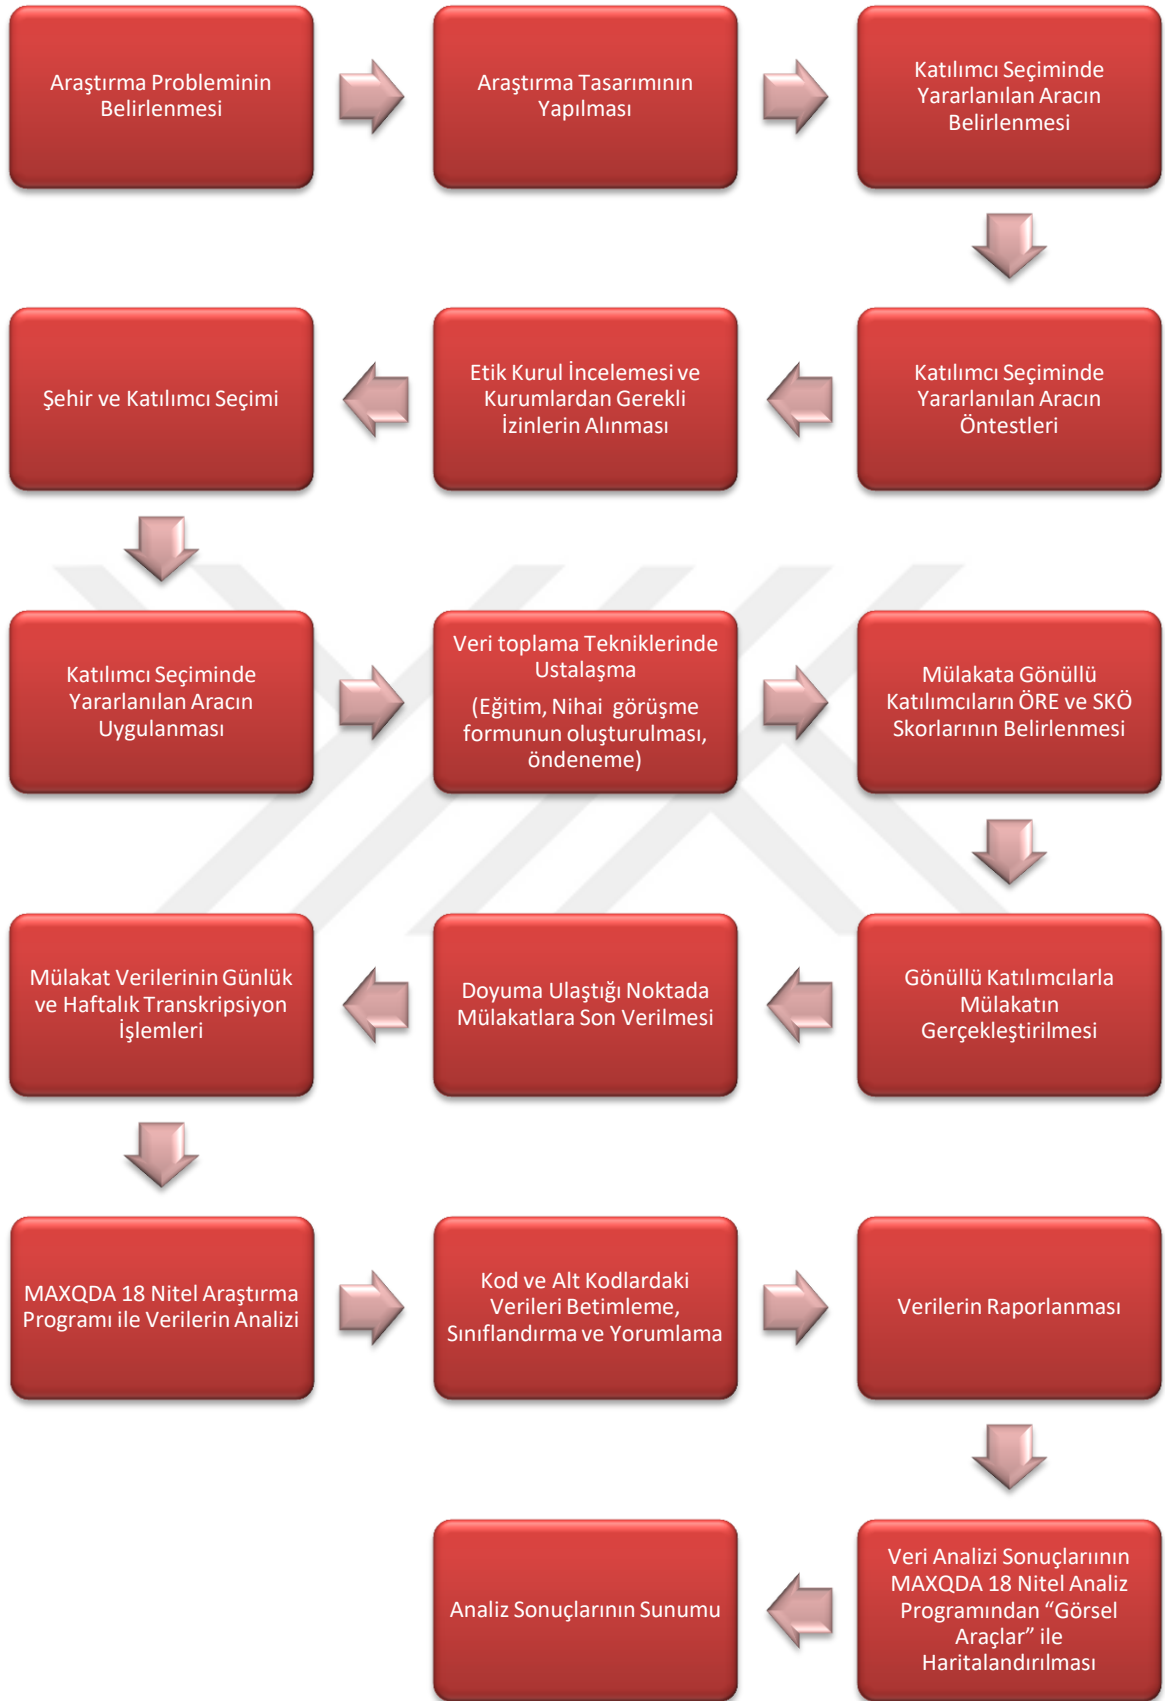 Araştırma Probleminin
Belirlenmesi
Araştırma Tasarımının
Yapılması
Katılımcı Seçiminde
Yararlanılan Aracın
Belirlenmesi
Katılımcı Seçiminde
Yararlanılan Aracın
Öntestleri
Etik Kurul İncelemesi ve
Kurumlardan Gerekli
İzinlerin Alınması
Şehir ve Katılımcı Seçimi
Katılımcı Seçiminde
Yararlanılan Aracın
Uygulanması
Veri toplama Tekniklerinde
Ustalaşma
(Eğitim, Nihai görüşme
formunun oluşturulması,
öndeneme)
Mülakata Gönüllü
Katılımcıların ÖRE ve SKÖ
Skorlarının Belirlenmesi
Gönüllü Katılımcılarla
Mülakatın
Gerçekleştirilmesi
Doyuma Ulaştığı Noktada
Mülakatlara Son Verilmesi
Mülakat Verilerinin Günlük
ve Haftalık Transkripsiyon
İşlemleri
MAXQDA 18 Nitel Araştırma
Programı ile Verilerin Analizi
Kod ve Alt Kodlardaki
Verileri Betimleme,
Sınıflandırma ve Yorumlama
Verilerin Raporlanması
Veri Analizi Sonuçlarıının
MAXQDA 18 Nitel Analiz
Programından “Görsel
Araçlar” ile
Haritalandırılması
Analiz Sonuçlarının Sunumu